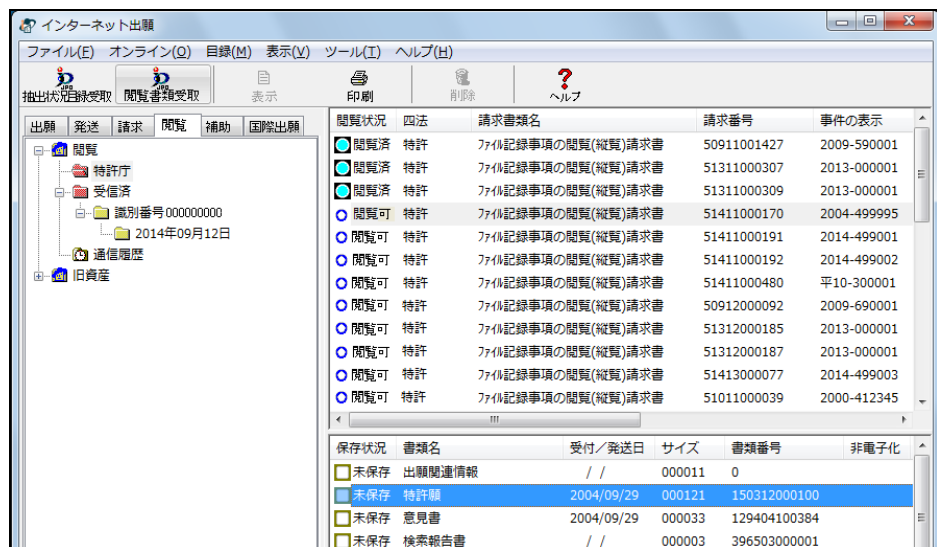 インターネット出願
ファイル(F) オンライン(O) 目録(M) 表示(V) ツール(T) ヘルプ(H)
抽出状況目録受取 閲覧書類受取 表示 印刷 削除 ヘルプ
出願 発送 請求 閲覧 補助 国際出願
閲覧
特許庁
受信済
識別番号000000000
2014年09月12日
通信履歴
旧資産
閲覧状況 四法 請求書類名 請求番号 事件の表示
閲覧済 特許 ファイル記録事項の閲覧(縦覧)請求書 50911001427 2009-590001
閲覧済 特許 ファイル記録事項の閲覧(縦覧)請求書 51311000307 2013-000001
閲覧済 特許 ファイル記録事項の閲覧(縦覧)請求書 51311000309 2013-000001
閲覧可 特許 ファイル記録事項の閲覧(縦覧)請求書 51411000170 2004-499995
閲覧可 特許 ファイル記録事項の閲覧(縦覧)請求書 51411000191 2014-499001
閲覧可 特許 ファイル記録事項の閲覧(縦覧)請求書 51411000192 2014-499002
閲覧可 特許 ファイル記録事項の閲覧(縦覧)請求書 51411000480 平10-300001
閲覧可 特許 ファイル記録事項の閲覧(縦覧)請求書 50912000092 2009-690001
閲覧可 特許 ファイル記録事項の閲覧(縦覧)請求書 51312000185 2013-000001
閲覧可 特許 ファイル記録事項の閲覧(縦覧)請求書 51312000187 2013-000001
閲覧可 特許 ファイル記録事項の閲覧(縦覧)請求書 51413000077 2014-499003
閲覧可 特許 ファイル記録事項の閲覧(縦覧)請求書 51011000039 2000-412345
保存状況 書類名 受付/発送日 サイズ 書類番号 非電子化
未保存 出願関連情報 / / 000011 0
未保存 特許願 2004/09/29 000121 150312000100
未保存 意見書 2004/09/29 000033 129404100384
未保存 検索報告書 / / 000003 396503000001